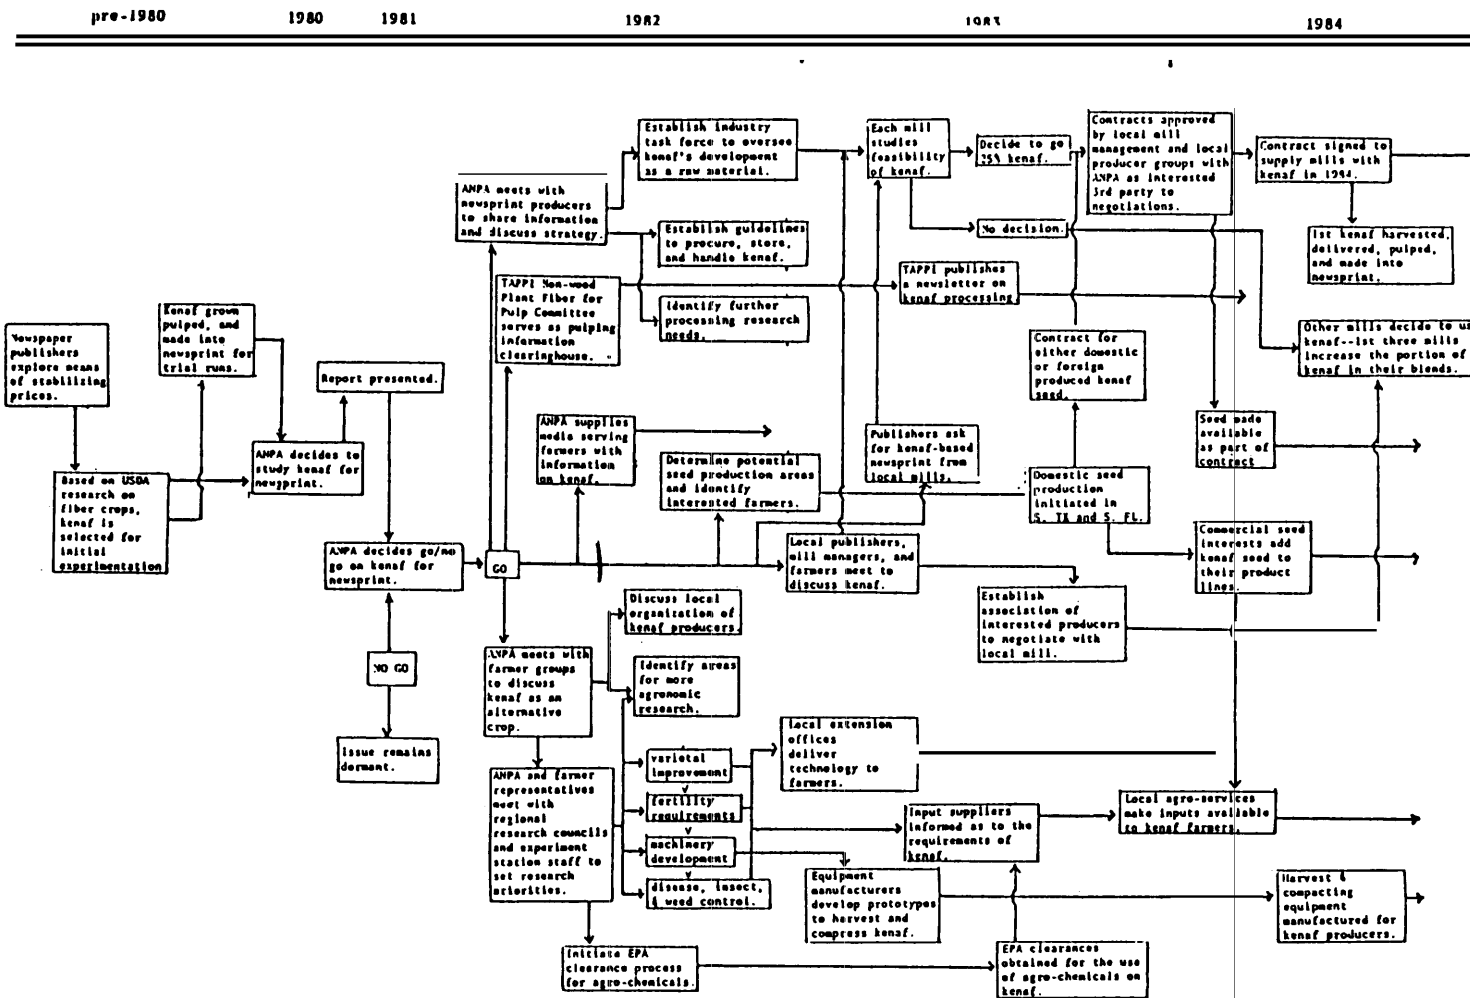 pre-1980
1980
1981
1982
1983
1984
Newspaper
publishers
explore means
of stabilizing
prices.
Based on USDA
research on
fiber crops,
kenaf is
selected for
initial
experimentation
Kenaf grown
pulped, and
made into
newsprint for
trial runs.
ANPA decides to
study kenaf for
newsprint.
Report presented.
ANPA decides go/no
go on kenaf for
newsprint.
NO GO
Issue remains
dormant.
GO
ANPA meets with
newsprint producers
to share information
and discuss strategy.
TAPPI Non-wood
Plant Fiber for
Pulp Committee
serves as pulping
information
clearinghouse.
ANPA supplies
media serving
farmers with
information
on kenaf.
ANPA meets with
farmer groups
to discuss
kenaf as an
alternative
crop.
ANPA and farmer
representatives
meet with
regional
research councils
and experiment
station staff to
set research
priorities.
Initiate EPA
clearance process
for agro-chemicals.
Establish industry
task force to oversee
kenaf's development
as a raw material.
Establish guidelines
to procure, store,
and handle kenaf.
Identify further
processing research
needs.
Determine potential
seed production areas
and identify
interested farmers.
Discuss local
organization of
kenaf producers.
Identify areas
for more
agronomic
research.
varietal
improvement
fertility
requirements
machinery
development
disease, insect,
& weed control.
Local publishers,
mill managers, and
farmers meet to
discuss kenaf.
Local extension
offices
deliver
technology to
farmers.
Equipment
manufacturers
develop prototypes
to harvest and
compress kenaf.
Each mill
studies
feasibility
of kenaf.
Decide to go
25% kenaf.
No decision.
TAPPI publishes
a newsletter on
kenaf processing.
Publishers ask
for kenaf-based
newsprint from
local mills.
Contract for
either domestic
or foreign
produced kenaf
seed.
Domestic seed
production
initiated in
S. TX and S. FL.
Establish
association of
interested producers
to negotiate with
local mill.
Input suppliers
informed as to the
requirements of
kenaf.
EPA clearances
obtained for the use
of agro-chemicals on
kenaf.
Contracts approved
by local mill
management and local
producer groups with
ANPA as interested
3rd party to
negotiations.
Contract signed to
supply mills with
kenaf in 1984.
1st kenaf harvested,
delivered, pulped,
and made into
newsprint.
Other mills decide to us
kenaf--1st three mills
increase the portion of
kenaf in their blends.
Seed made
available
as part of
contract
Commercial seed
interests add
kenaf seed to
their product
lines.
Local agro-services
make inputs available
to kenaf farmers.
Harvest &
compacting
equipment
manufactured for
kenaf producers.